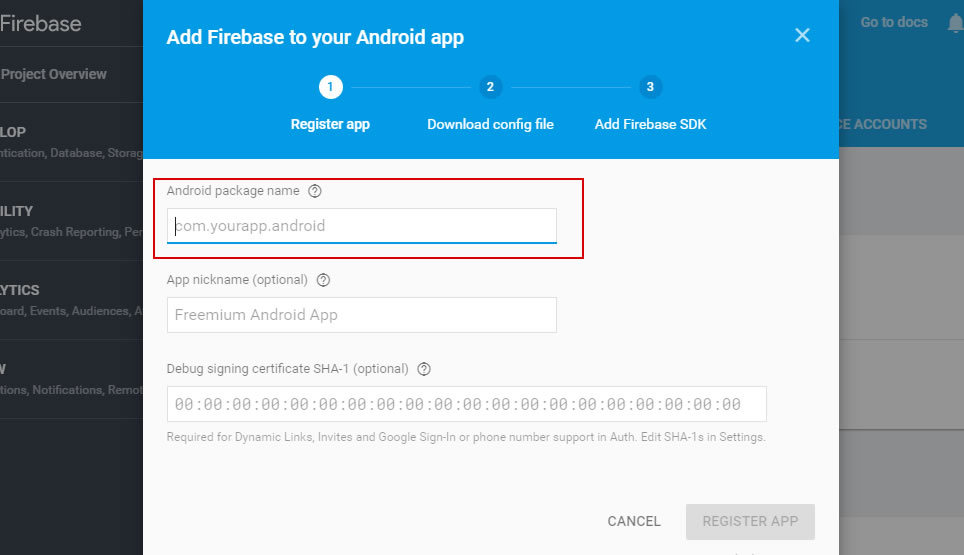 Firebase
Project Overview
LOP
ntication, Database, Storag
ILITY
ytics, Crash Reporting, Per
LYTICS
oard, Events, Audiences, A
W
tions, Notifications, Remot
Add Firebase to your Android app
1
2
3
Register app
Download config file
Add Firebase SDK
Go to docs
CE ACCOUNTS
Android package name
com.yourapp.android
App nickname (optional)
Freemium Android App
Debug signing certificate SHA-1 (optional)
00:00:00:00:00:00:00:00:00:00:00:00:00:00:00:00:00:00:00:00
Required for Dynamic Links, Invites and Google Sign-In or phone number support in Auth. Edit SHA-1s in Settings.
CANCEL
REGISTER APP